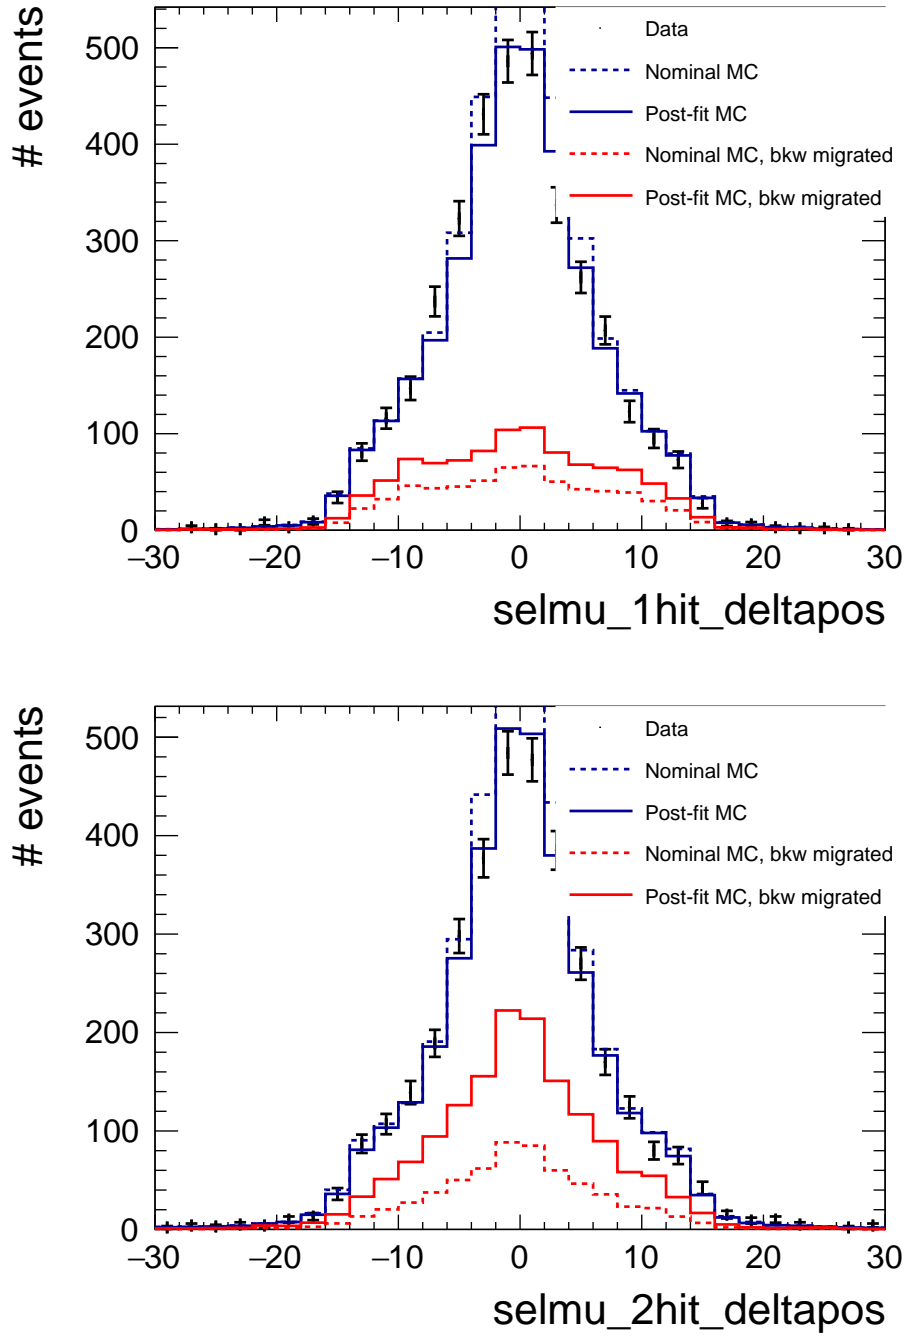 # events
500
400
300
200
100
0
−30
−20
−10
0
10
20
30
selmu_1hit_deltapos
Data
Nominal MC
Post-fit MC
Nominal MC, bkw migrated
Post-fit MC, bkw migrated
# events
500
400
300
200
100
0
−30
−20
−10
0
10
20
30
selmu_2hit_deltapos
Data
Nominal MC
Post-fit MC
Nominal MC, bkw migrated
Post-fit MC, bkw migrated